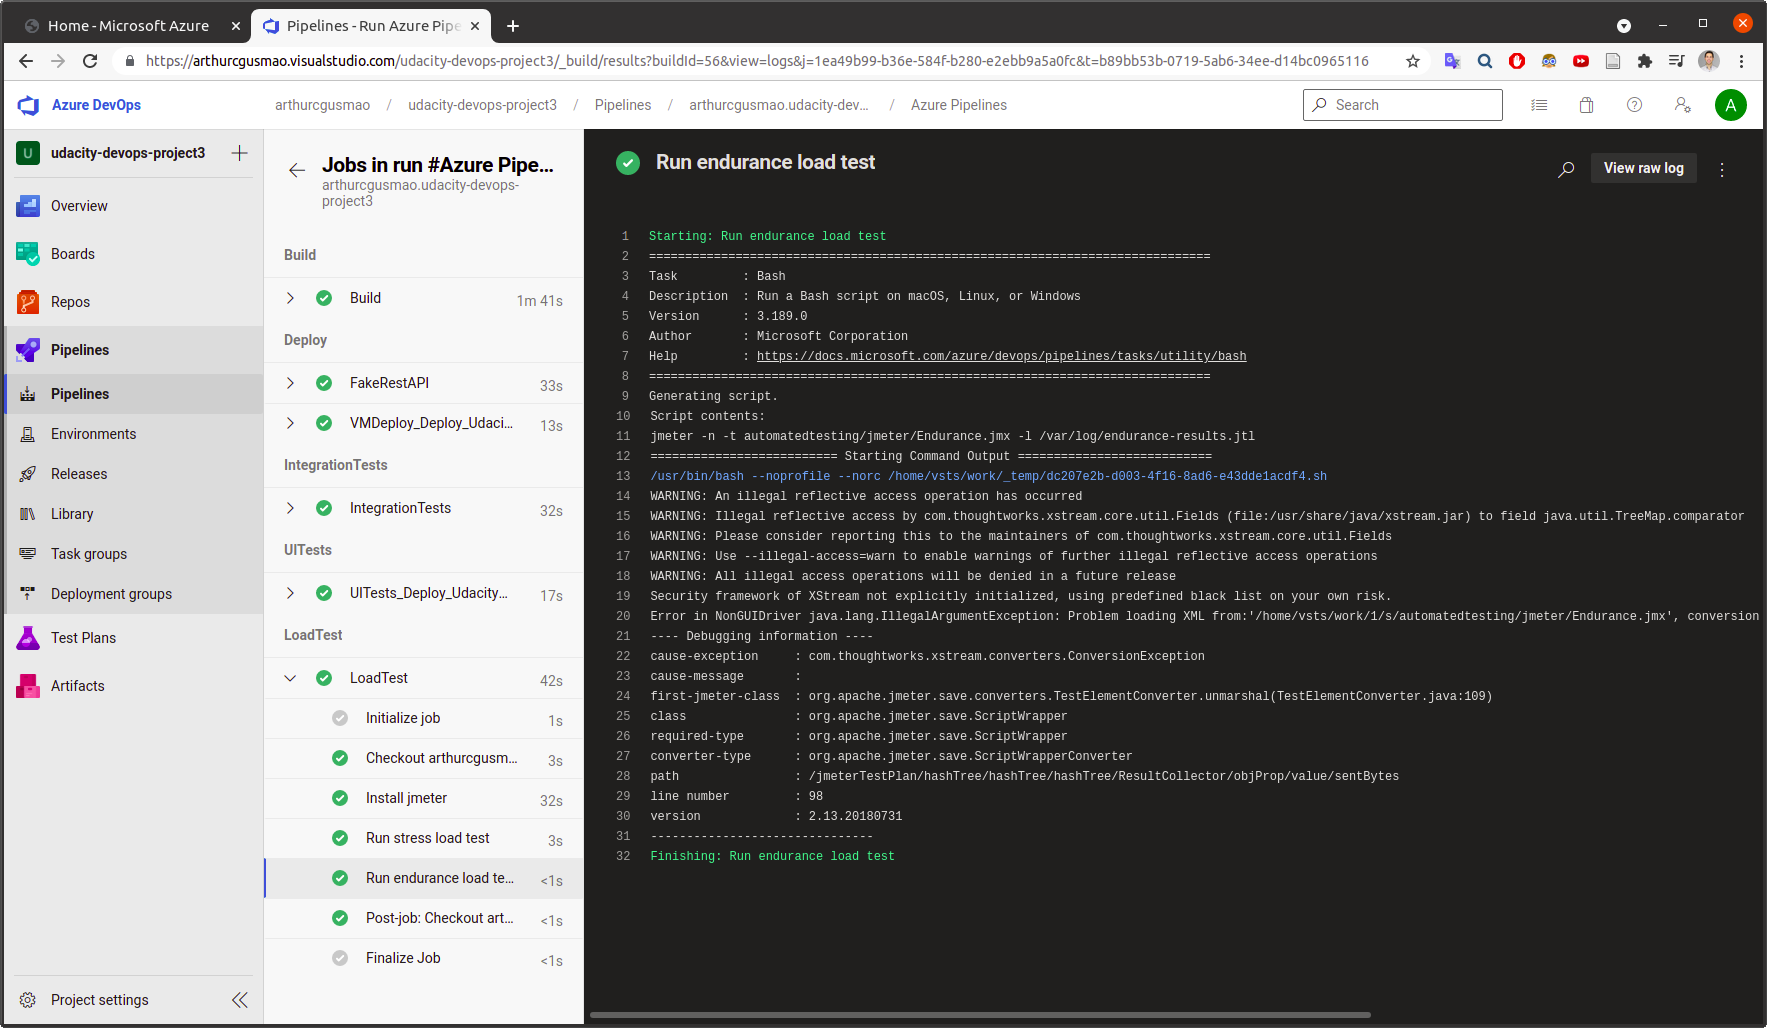 Home - Microsoft Azure
Pipelines - Run Azure Pipe
https://arthurcgusmao.visualstudio.com/udacity-devops-project3/_build/results?buildId=56&view=logs&j=1ea49b99-b36e-584f-b280-e2ebb9a5a0fc&t=b89bb53b-0719-5ab6-34ee-d14bc0965116
Azure DevOps
arthurcgusmao / udacity-devops-project3 / Pipelines / arthurcgusmao.udacity-dev... / Azure Pipelines
Search
A
U udacity-devops-project3
Overview
Boards
Repos
Pipelines
Pipelines
Environments
Releases
Library
Task groups
Deployment groups
Test Plans
Artifacts
Project settings
Jobs in run #Azure Pipe...
arthurcgusmao.udacity-devops-
project3
Build
Build 1m 41s
Deploy
FakeRestAPI 33s
VMDeploy_Deploy_Udaci... 13s
IntegrationTests
IntegrationTests 32s
UITests
UITests_Deploy_Udacity... 17s
LoadTest
LoadTest 42s
Initialize job 1s
Checkout arthurcgusm... 3s
Install jmeter 32s
Run stress load test 3s
Run endurance load te... <1s
Post-job: Checkout art... <1s
Finalize Job <1s
Run endurance load test
View raw log
1 Starting: Run endurance load test
2 ==============================================================================
3 Task : Bash
4 Description : Run a Bash script on macOS, Linux, or Windows
5 Version : 3.189.0
6 Author : Microsoft Corporation
7 Help : https://docs.microsoft.com/azure/devops/pipelines/tasks/utility/bash
8 ==============================================================================
9 Generating script.
10 Script contents:
11 jmeter -n -t automatedtesting/jmeter/Endurance.jmx -l /var/log/endurance-results.jtl
12 ========================== Starting Command Output ===========================
13 /usr/bin/bash --noprofile --norc /home/vsts/work/_temp/dc207e2b-d003-4f16-8ad6-e43dde1acdf4.sh
14 WARNING: An illegal reflective access operation has occurred
15 WARNING: Illegal reflective access by com.thoughtworks.xstream.core.util.Fields (file:/usr/share/java/xstream.jar) to field java.util.TreeMap.comparator
16 WARNING: Please consider reporting this to the maintainers of com.thoughtworks.xstream.core.util.Fields
17 WARNING: Use --illegal-access=warn to enable warnings of further illegal reflective access operations
18 WARNING: All illegal access operations will be denied in a future release
19 Security framework of XStream not explicitly initialized, using predefined black list on your own risk.
20 Error in NonGUIDriver java.lang.IllegalArgumentException: Problem loading XML from:'/home/vsts/work/1/s/automatedtesting/jmeter/Endurance.jmx', conversion
21 ---- Debugging information ----
22 cause-exception : com.thoughtworks.xstream.converters.ConversionException
23 cause-message :
24 first-jmeter-class : org.apache.jmeter.save.converters.TestElementConverter.unmarshal(TestElementConverter.java:109)
25 class : org.apache.jmeter.save.ScriptWrapper
26 required-type : org.apache.jmeter.save.ScriptWrapper
27 converter-type : org.apache.jmeter.save.ScriptWrapperConverter
28 path : /jmeterTestPlan/hashTree/hashTree/hashTree/ResultCollector/objProp/value/sentBytes
29 line number : 98
30 version : 2.13.20180731
31 -------------------------------
32 Finishing: Run endurance load test